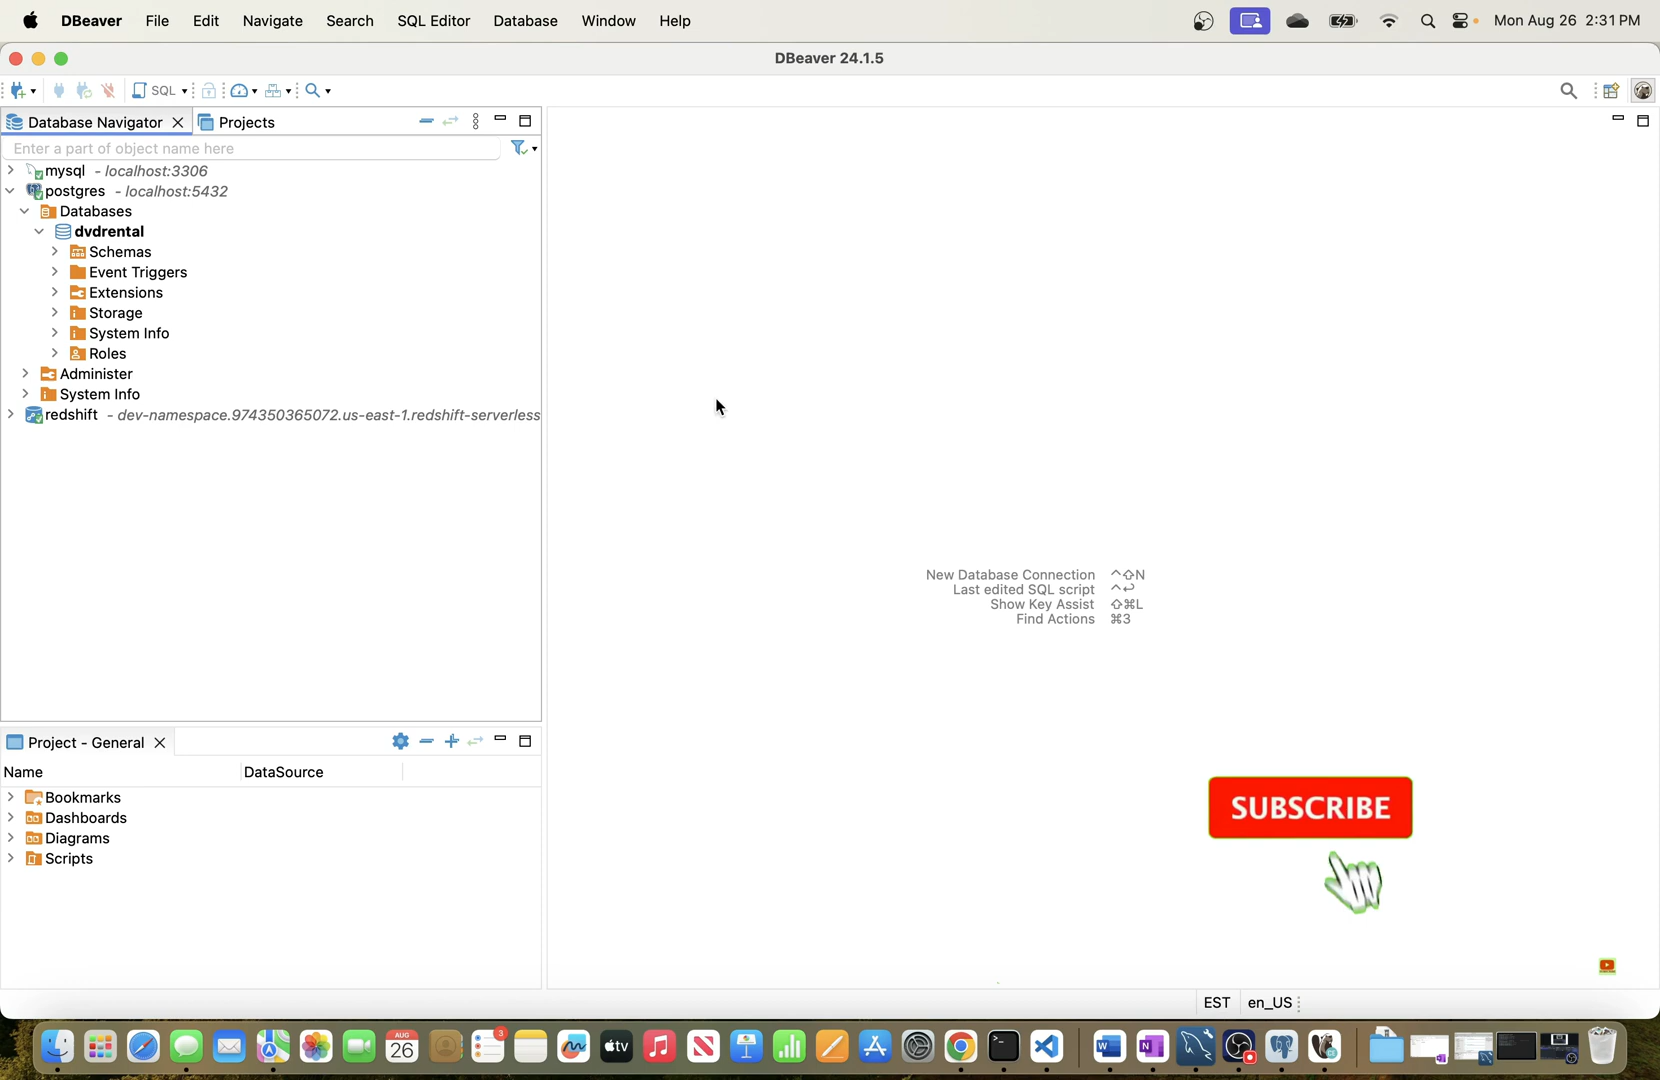 DBeaver File Edit Navigate Search SQL Editor Database Window Help Mon Aug 26 2:31 PM
DBeaver 24.1.5
SQL
Database Navigator Projects
Enter a part of object name here
mysql - localhost:3306
postgres - localhost:5432
Databases
dvdrental
Schemas
Event Triggers
Extensions
Storage
System Info
Roles
Administer
System Info
redshift - dev-namespace.974350365072.us-east-1.redshift-serverless
New Database Connection ^⇧N
Last edited SQL script ^↩
Show Key Assist ⇧⌘L
Find Actions ⌘3
Project - General
Name DataSource
Bookmarks
Dashboards
Diagrams
Scripts
SUBSCRIBE
EST en_US
AUG
26
3
tv